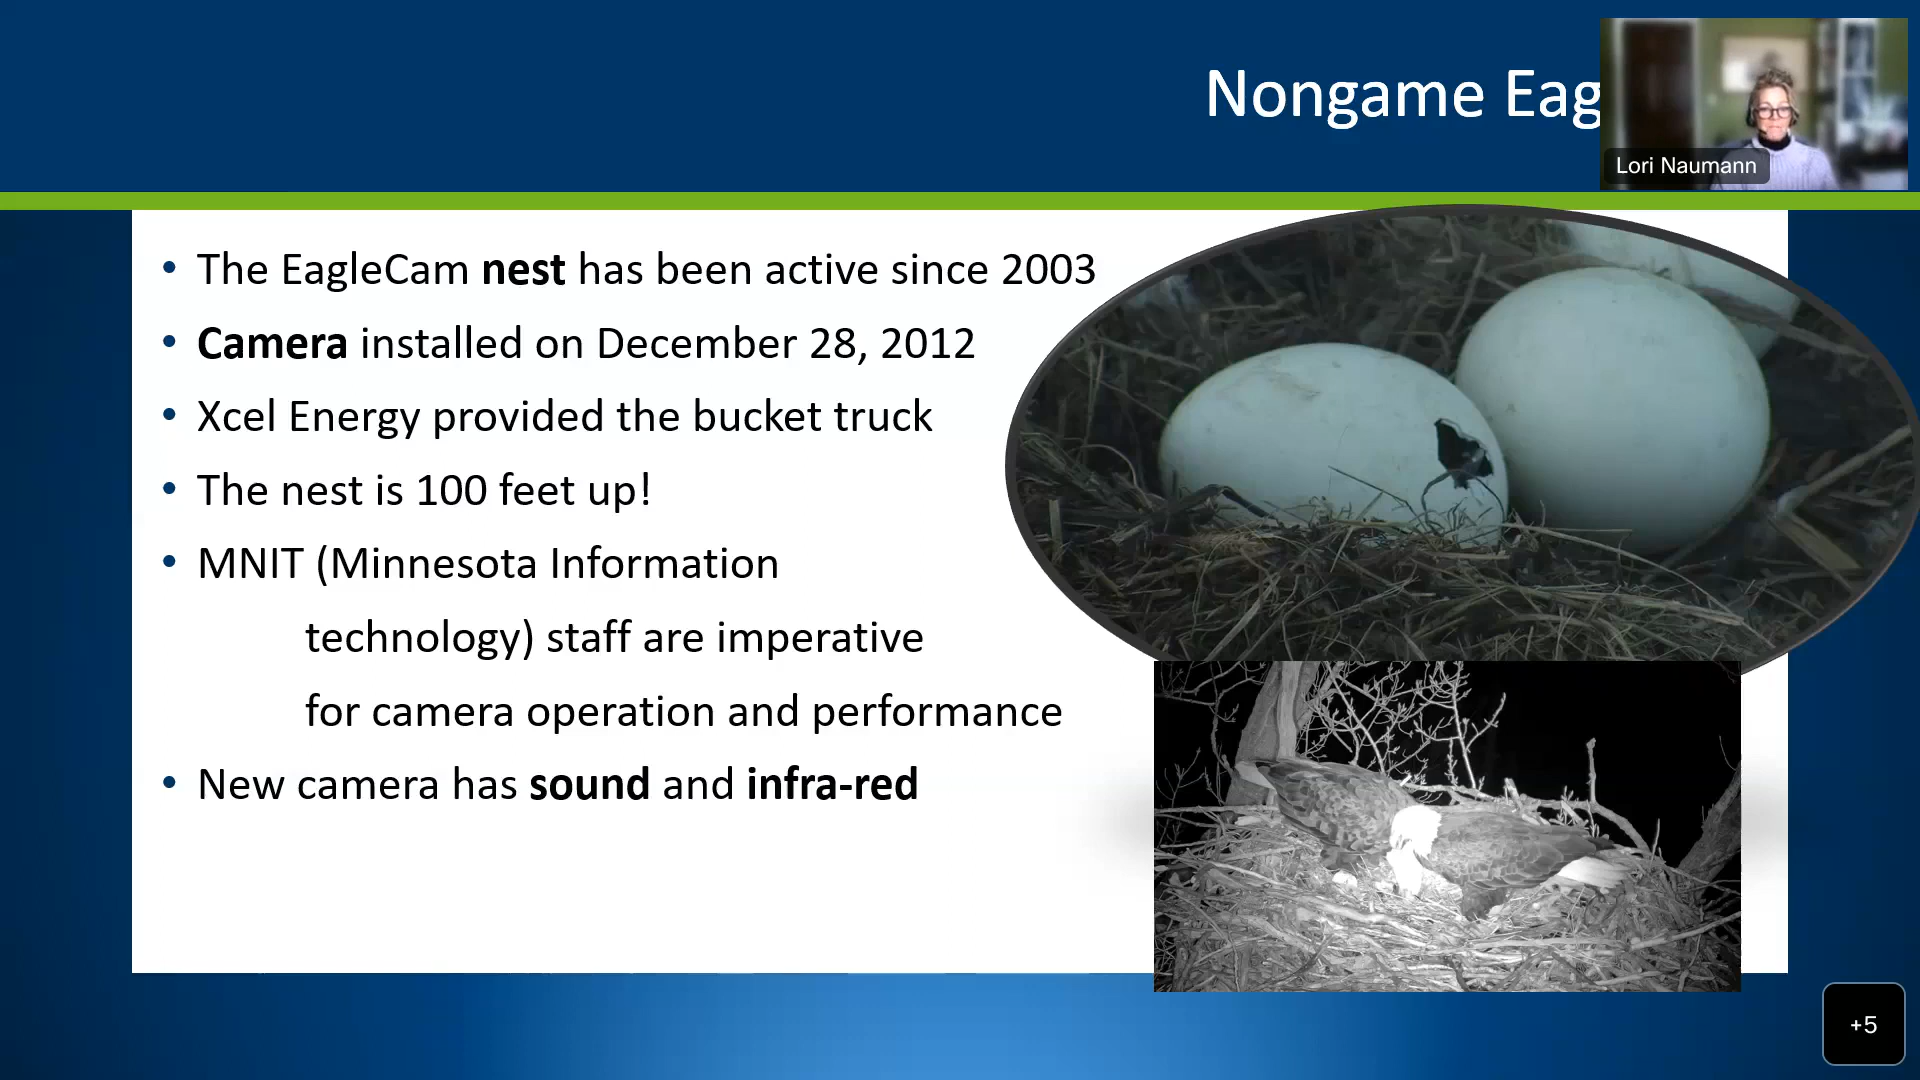 Nongame Eag
Lori Naumann
• The EagleCam nest has been active since 2003
• Camera installed on December 28, 2012
• Xcel Energy provided the bucket truck
• The nest is 100 feet up!
• MNIT (Minnesota Information
technology) staff are imperative
for camera operation and performance
• New camera has sound and infra-red
+5